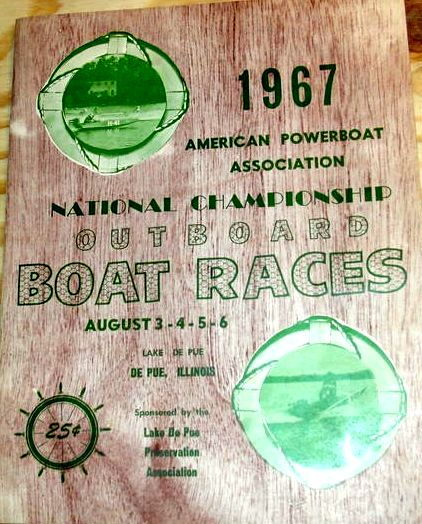 1967
AMERICAN POWERBOAT
ASSOCIATION
NATIONAL CHAMPIONSHIP
OUTBOARD
BOAT RACES
AUGUST 3-4-5-6
LAKE DE PUE
DE PUE, ILLINOIS
25¢
Sponsored by the
Lake De Pue
Preservation
Association